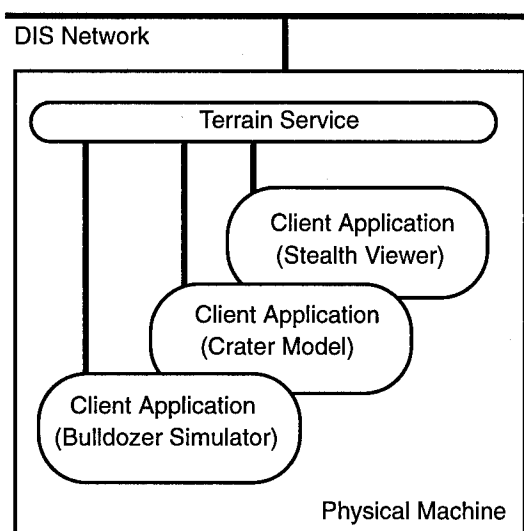 DIS Network
Terrain Service
Client Application
(Stealth Viewer)
Client Application
(Crater Model)
Client Application
(Bulldozer Simulator)
Physical Machine